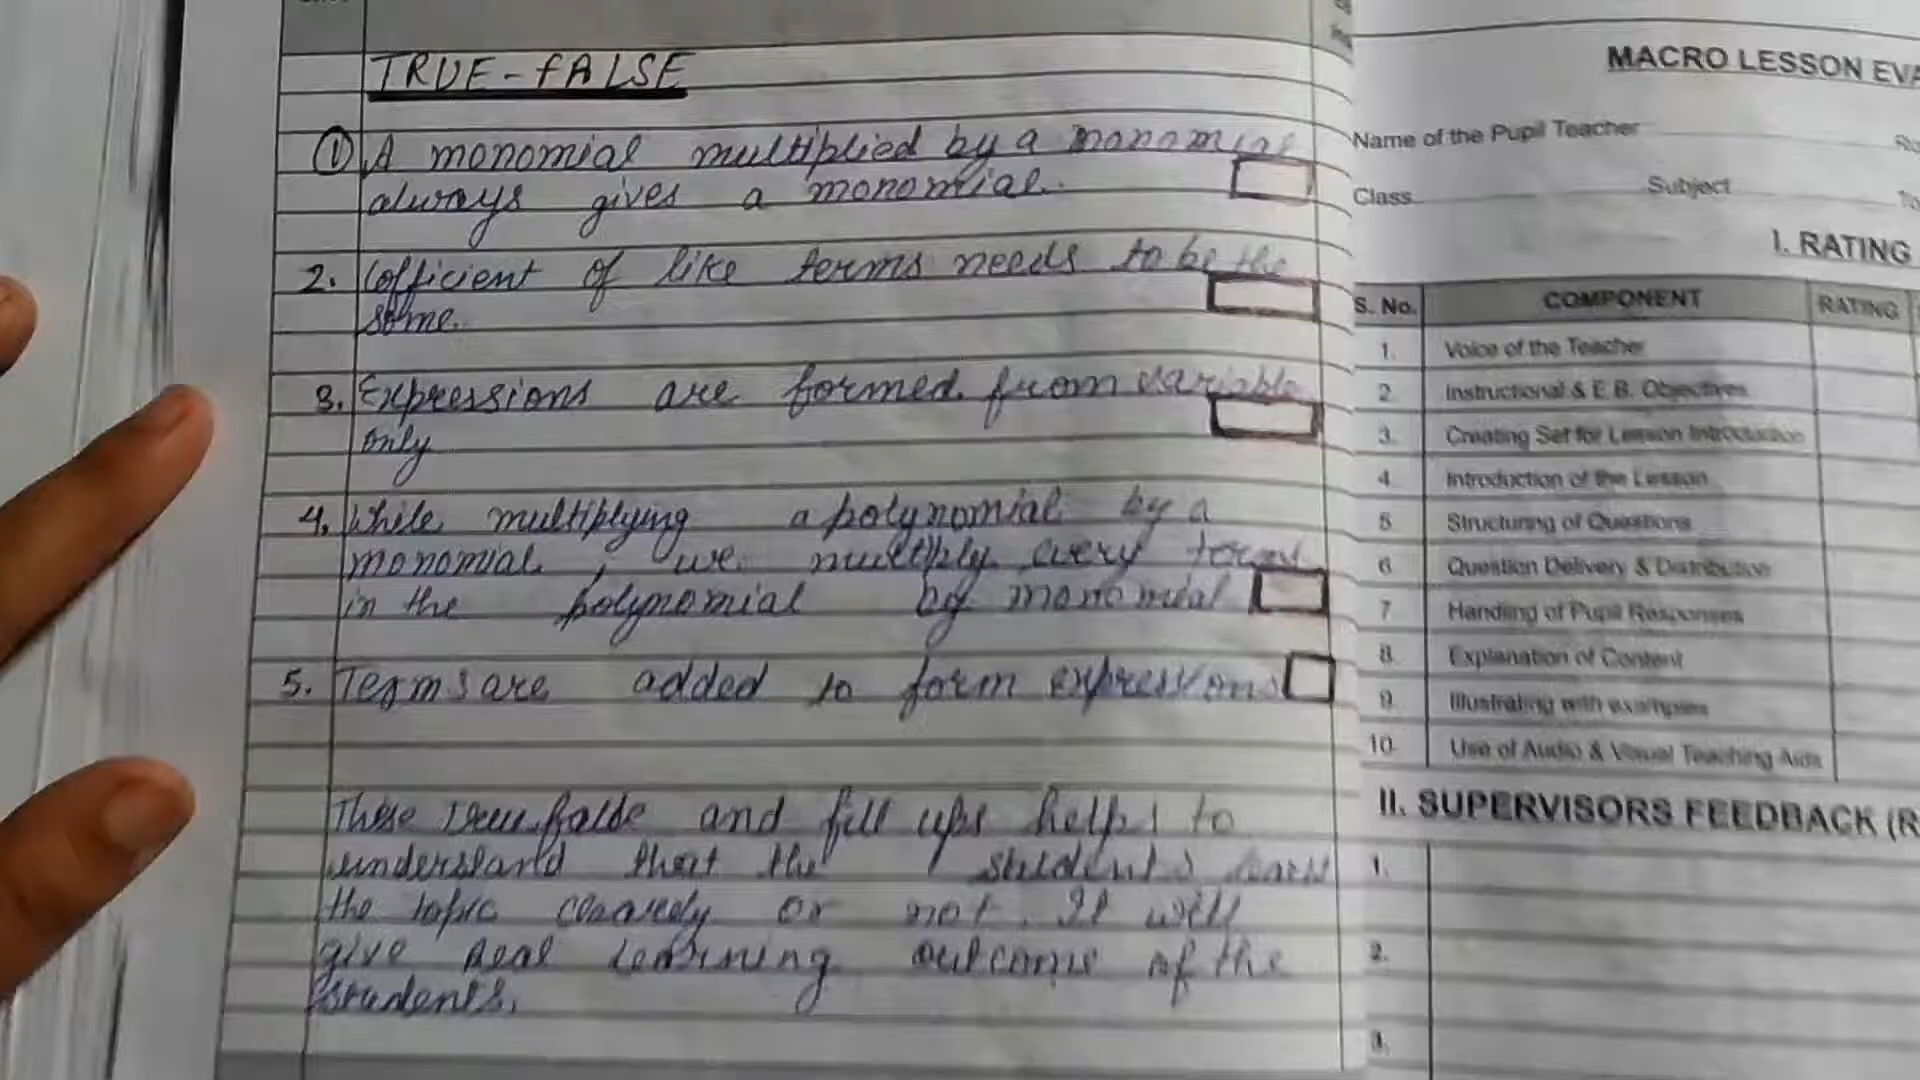 TRUE-FALSE
① A monomial multiplied by a monomial
always gives a monomial.
2. Cofficient of like terms needs to be the
same.
3. Expressions are formed from variable
only
4. While multiplying a polynomial by a
monomial, we multiply every term
in the polynomial by monomial
5. Terms are added to form expressions
These true false and fill ups helps to
understand that the students learn
the topic clearly or not. It will
give real learning outcome of the
students.
MACRO LESSON EVA
Name of the Pupil Teacher
Class Subject
I. RATING
S. No. COMPONENT RATING
1. Voice of the Teacher
2 Instructional & E.B. Objectives
3. Creating Set for Lesson Introduction
4 Introduction of the Lesson
5 Structuring of Questions
6 Question Delivery & Distribution
7 Handling of Pupil Responses
8. Explanation of Content
9. Illustrating with examples
10. Use of Audio & Visual Teaching Aids
II. SUPERVISORS FEEDBACK (R
1.
2.
3.